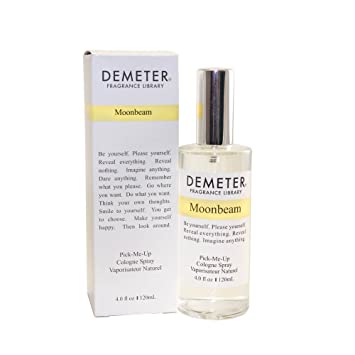 DEMETER®
FRAGRANCE LIBRARY
Moonbeam
Be yourself. Please yourself.
Reveal everything. Reveal
nothing. Imagine anything.
Dare anything. Remember
what you please. Go where
you want. Do what you want.
Think your own thoughts.
Smile to yourself. You get
to choose. Make yourself
happy. Then look around.
Pick-Me-Up
Cologne Spray
Vaporisateur Naturel
4.0 fl oz 120mL
DEMETER®
FRAGRANCE LIBRARY
Moonbeam
Be yourself. Please yourself.
Reveal everything. Reveal
nothing. Imagine anything.
Pick-Me-Up
Cologne Spray
Vaporisateur Naturel
4.0 fl oz 120mL